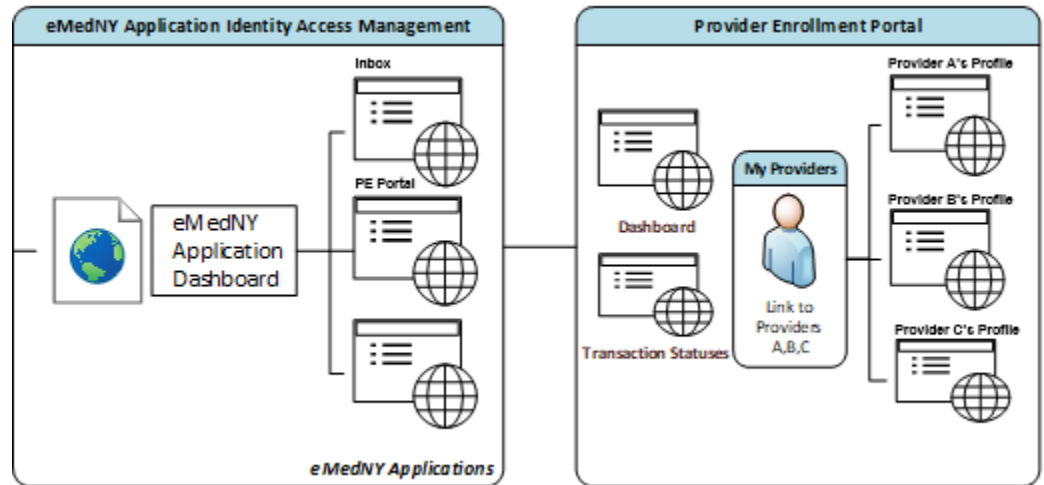 eMedNY Application Identity Access Management
Inbox
PE Portal
eMedNY
Application
Dashboard
eMedNY Applications
Provider Enrollment Portal
Dashboard
Transaction Statuses
My Providers
Link to
Providers
A,B,C
Provider A's Profile
Provider B's Profile
Provider C's Profile